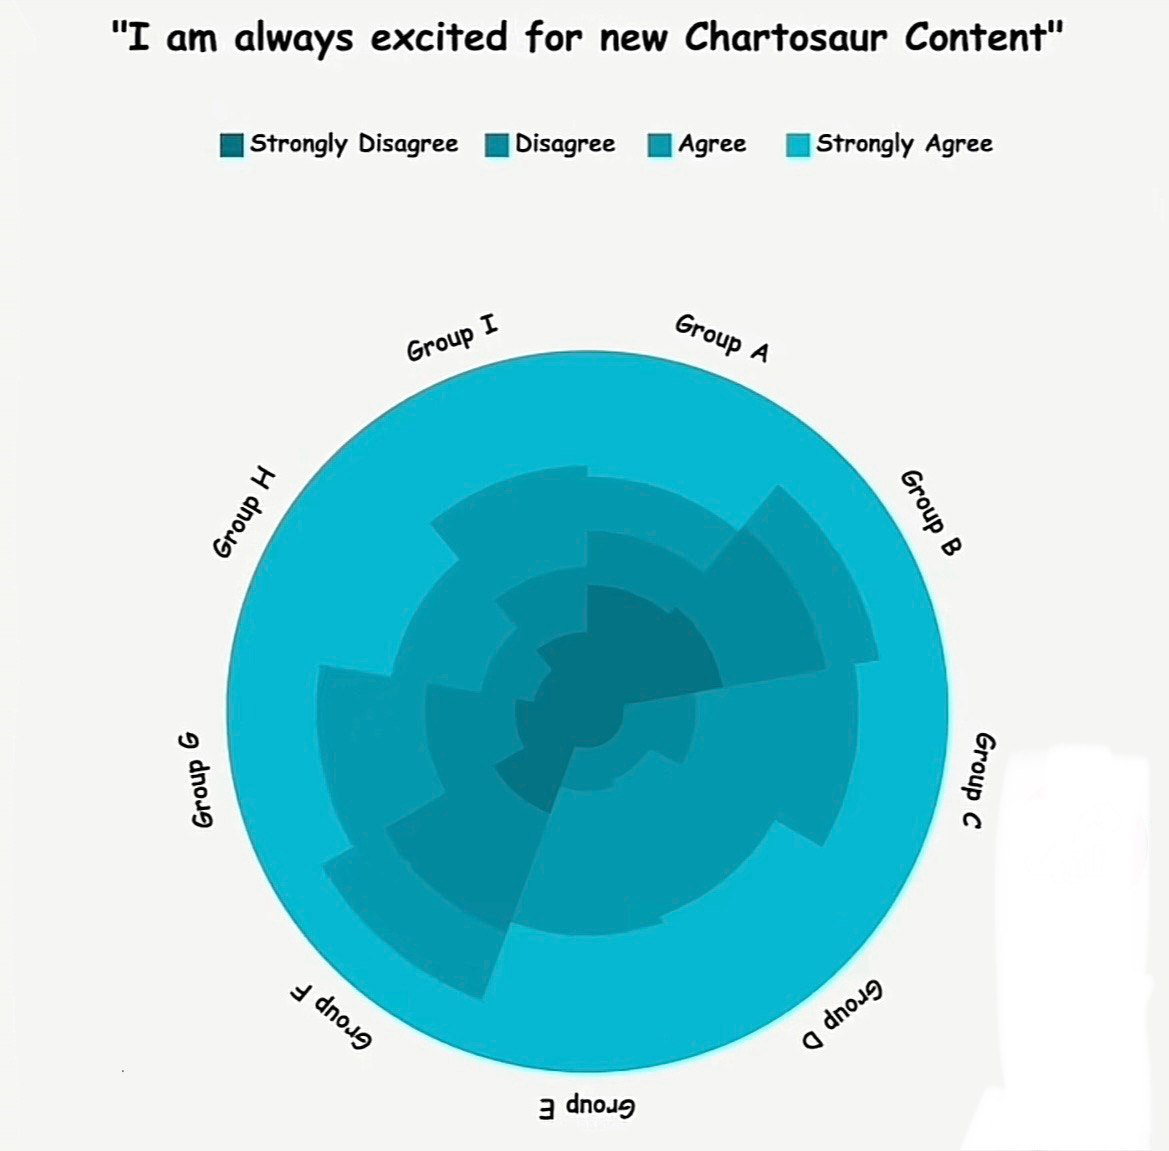 "I am always excited for new Chartosaur Content"
Strongly Disagree Disagree Agree Strongly Agree
Group I
Group A
Group H
Group B
Group G
Group C
Group F
Group D
Group E